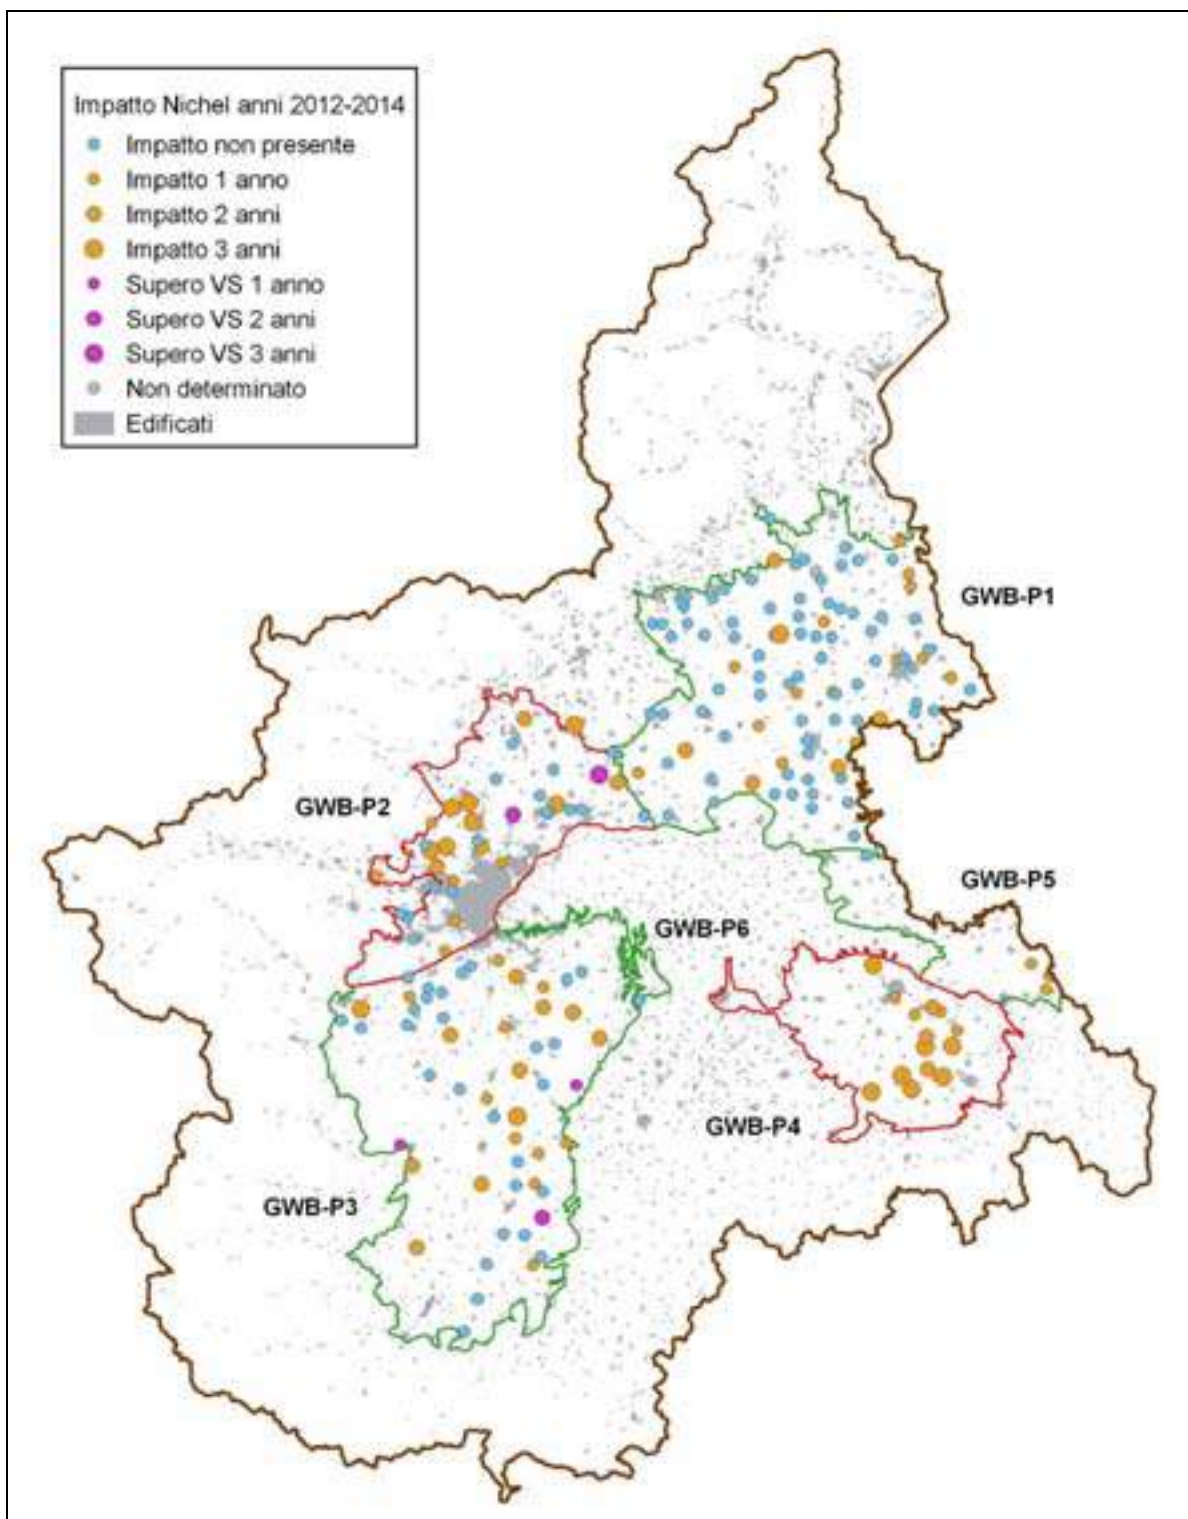 Impatto Nichel anni 2012-2014
Impatto non presente
Impatto 1 anno
Impatto 2 anni
Impatto 3 anni
Supero VS 1 anno
Supero VS 2 anni
Supero VS 3 anni
Non determinato
Edificati
GWB-P1
GWB-P2
GWB-P5
GWB-P6
GWB-P4
GWB-P3